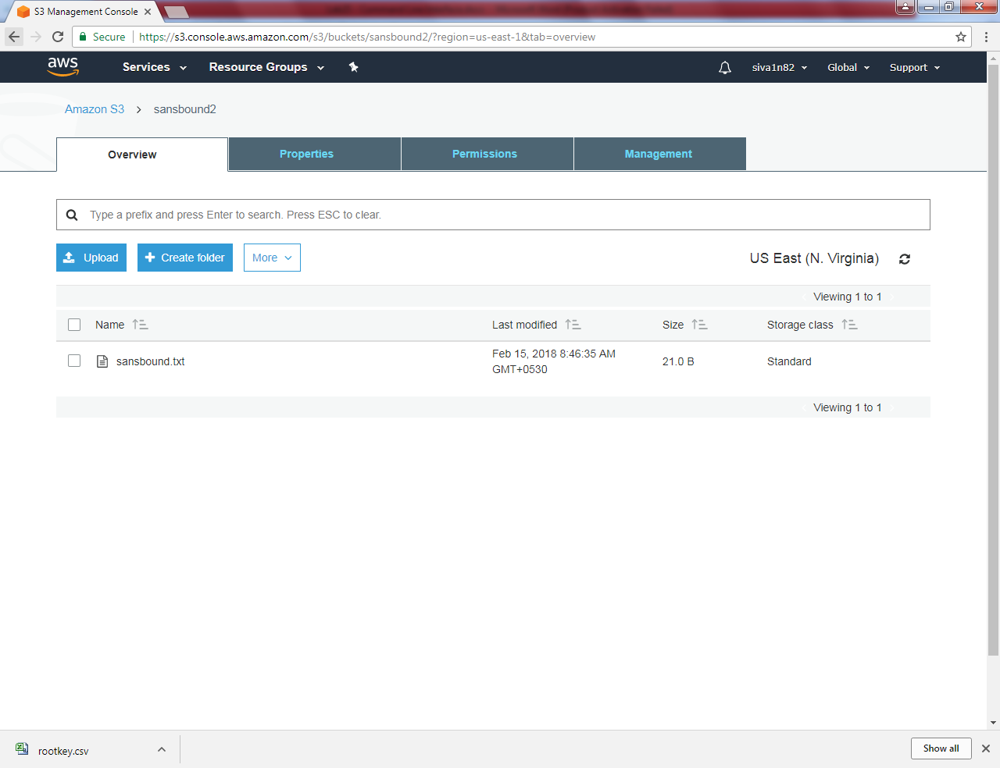 S3 Management Console
Secure https://s3.console.aws.amazon.com/s3/buckets/sansbound2/?region=us-east-1&tab=overview
aws Services Resource Groups siva1n82 Global Support
Amazon S3 > sansbound2
Overview Properties Permissions Management
Type a prefix and press Enter to search. Press ESC to clear.
Upload Create folder More US East (N. Virginia)
Viewing 1 to 1
Name Last modified Size Storage class
sansbound.txt Feb 15, 2018 8:46:35 AM GMT+0530 21.0 B Standard
Viewing 1 to 1
rootkey.csv Show all